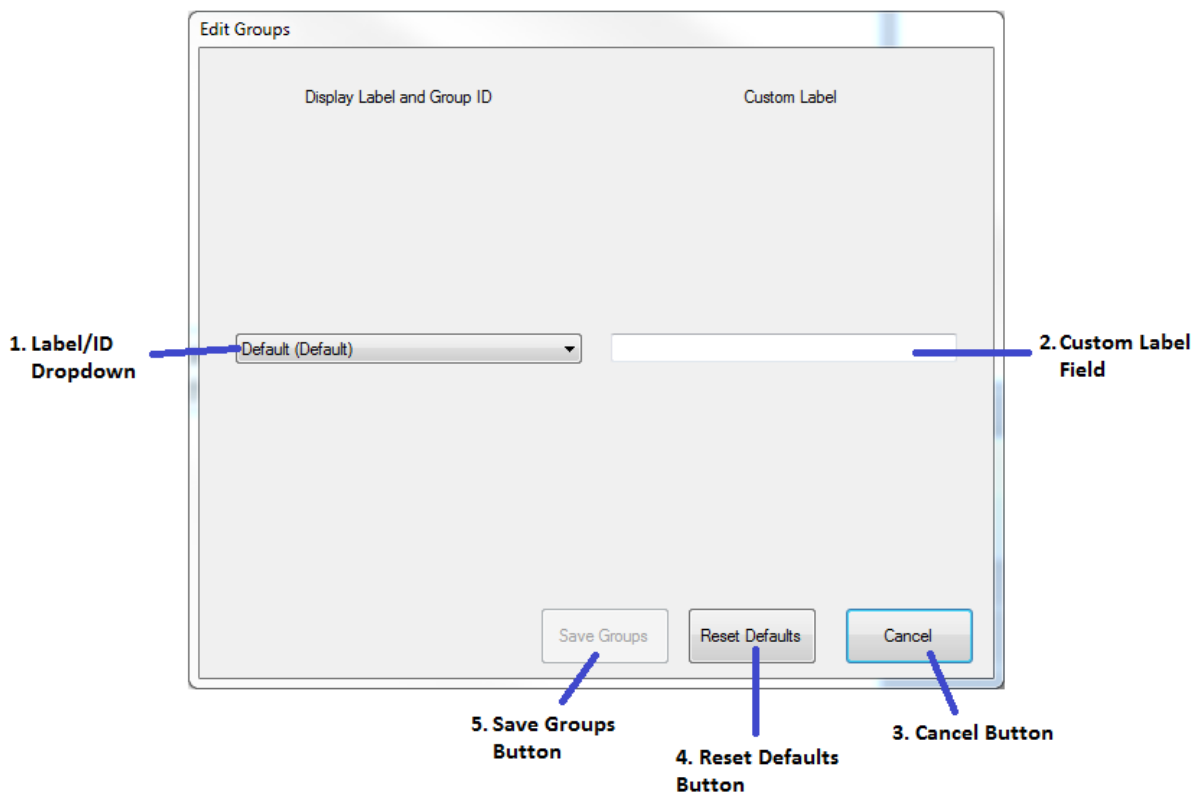 Edit Groups
Display Label and Group ID
Custom Label
1. Label/ID
Dropdown
Default (Default)
2. Custom Label
Field
Save Groups
Reset Defaults
Cancel
5. Save Groups
Button
4. Reset Defaults
Button
3. Cancel Button